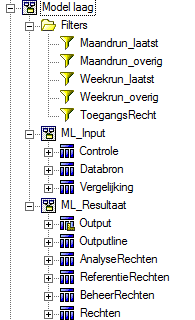 Model laag
Filters
Maandrun_laatst
Maandrun_overig
Weekrun_laatst
Weekrun_overig
ToegangsRecht
ML_Input
Controle
Databron
Vergelijking
ML_Resultaat
Output
Outputline
AnalyseRechten
ReferentieRechten
BeheerRechten
Rechten